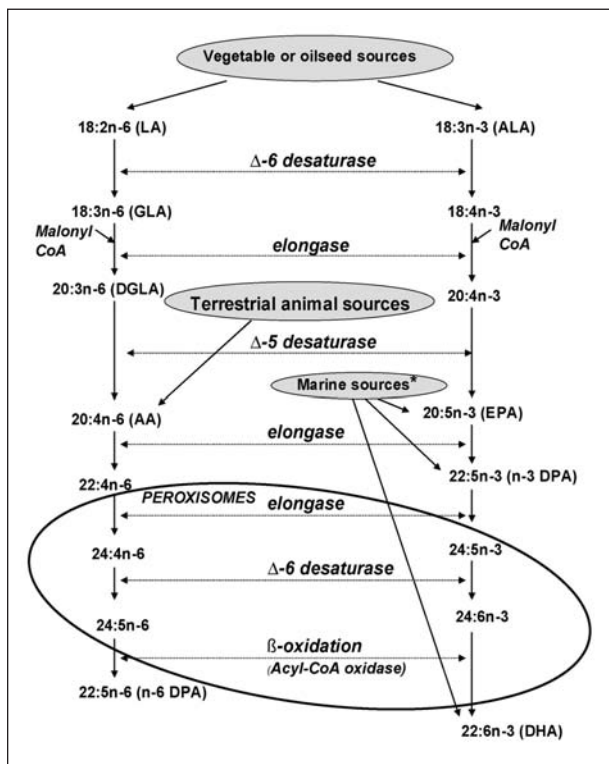 Vegetable or oilseed sources
18:2n-6 (LA)
18:3n-3 (ALA)
Δ-6 desaturase
18:3n-6 (GLA)
18:4n-3
Malonyl
CoA
Malonyl
CoA
elongase
20:3n-6 (DGLA)
20:4n-3
Terrestrial animal sources
Δ-5 desaturase
Marine sources*
20:4n-6 (AA)
20:5n-3 (EPA)
elongase
22:4n-6
22:5n-3 (n-3 DPA)
PEROXISOMES
elongase
24:4n-6
24:5n-3
Δ-6 desaturase
24:5n-6
24:6n-3
ß-oxidation
(Acyl-CoA oxidase)
22:5n-6 (n-6 DPA)
22:6n-3 (DHA)